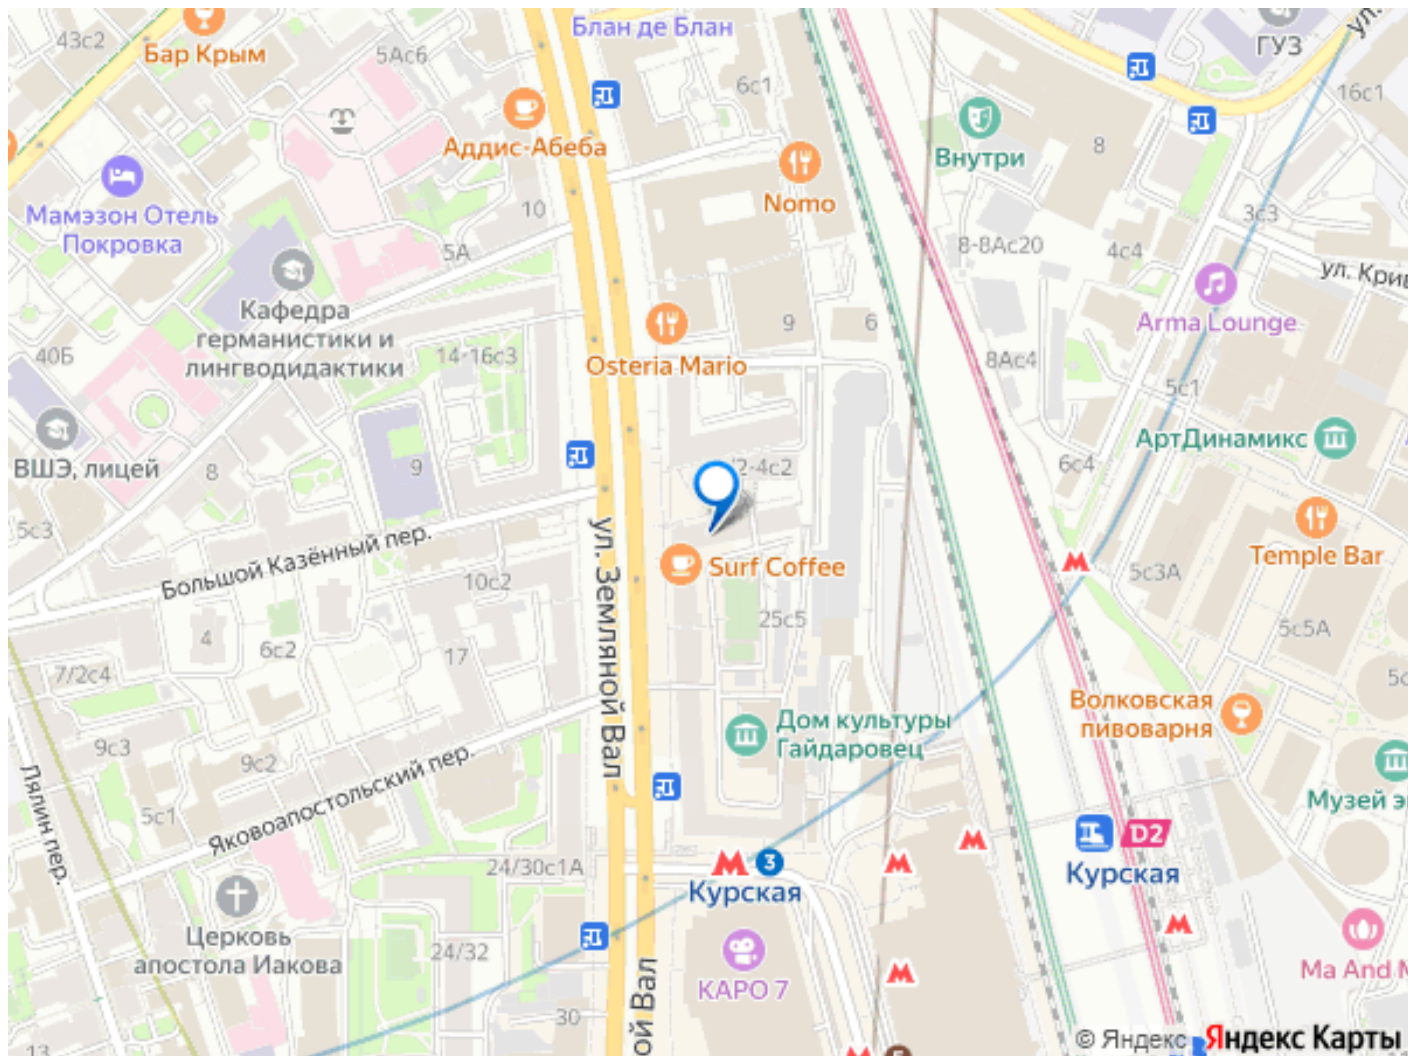 43с2
Бар Крым
5Ас6
Блан де Блан
6с1
ГУЗ
ул.
16с1
Аддис-Абеба
Внутри
8
Nomo
Мамэзон Отель
Покровка
10
5А
3с3
8-8Ас20
4с4
ул. Крив
Кафедра
германистики и
лингводидактики
40Б
14-16с3
9
6
Arma Lounge
Osteria Mario
8Ас4
5с1
АртДинамикс
ВШЭ, лицей
8
9
2-4с2
6с4
5с3
ул. Земляной Вал
Большой Казённый пер.
10с2
Surf Coffee
Temple Bar
5с3А
4
6с2
17
25с5
5с5А
7/2с4
5с
Волковская
пивоварня
Дом культуры
Гайдаровец
9с3
9с2
Яковоапостольский пер.
Лялин пер.
5с1
Музей э
D2
Курская
24/30с1А
3
Курская
Церковь
апостола Иакова
24/32
КАРО 7
Ma And M
30
ой Вал
13
© Яндекс Яндекс Карты